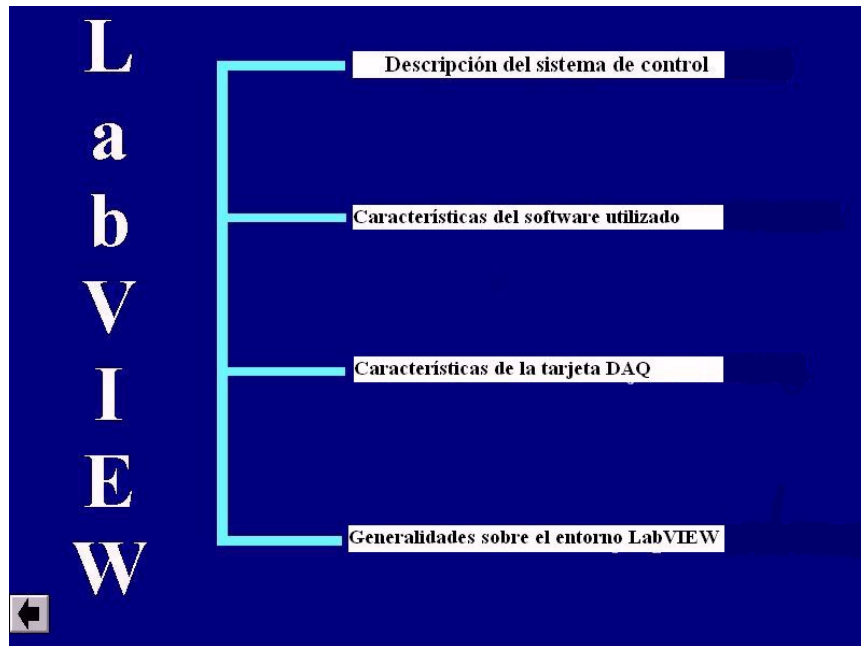 LabVIEW
Descripción del sistema de control
Características del software utilizado
Características de la tarjeta DAQ
Generalidades sobre el entorno LabVIEW